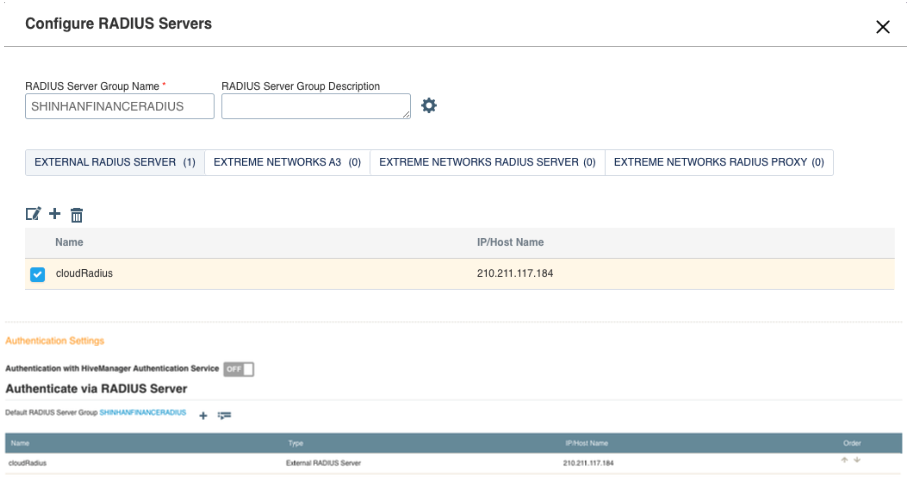 Configure RADIUS Servers
RADIUS Server Group Name * RADIUS Server Group Description
SHINHANFINANCERADIUS
EXTERNAL RADIUS SERVER (1) EXTREME NETWORKS A3 (0) EXTREME NETWORKS RADIUS SERVER (0) EXTREME NETWORKS RADIUS PROXY (0)
Name IP/Host Name
cloudRadius 210.211.117.184
Authentication Settings
Authentication with HiveManager Authentication Service OFF
Authenticate via RADIUS Server
Default RADIUS Server Group SHINHANFINANCERADIUS
Name Type IP/Host Name Order
cloudRadius External RADIUS Server 210.211.117.184